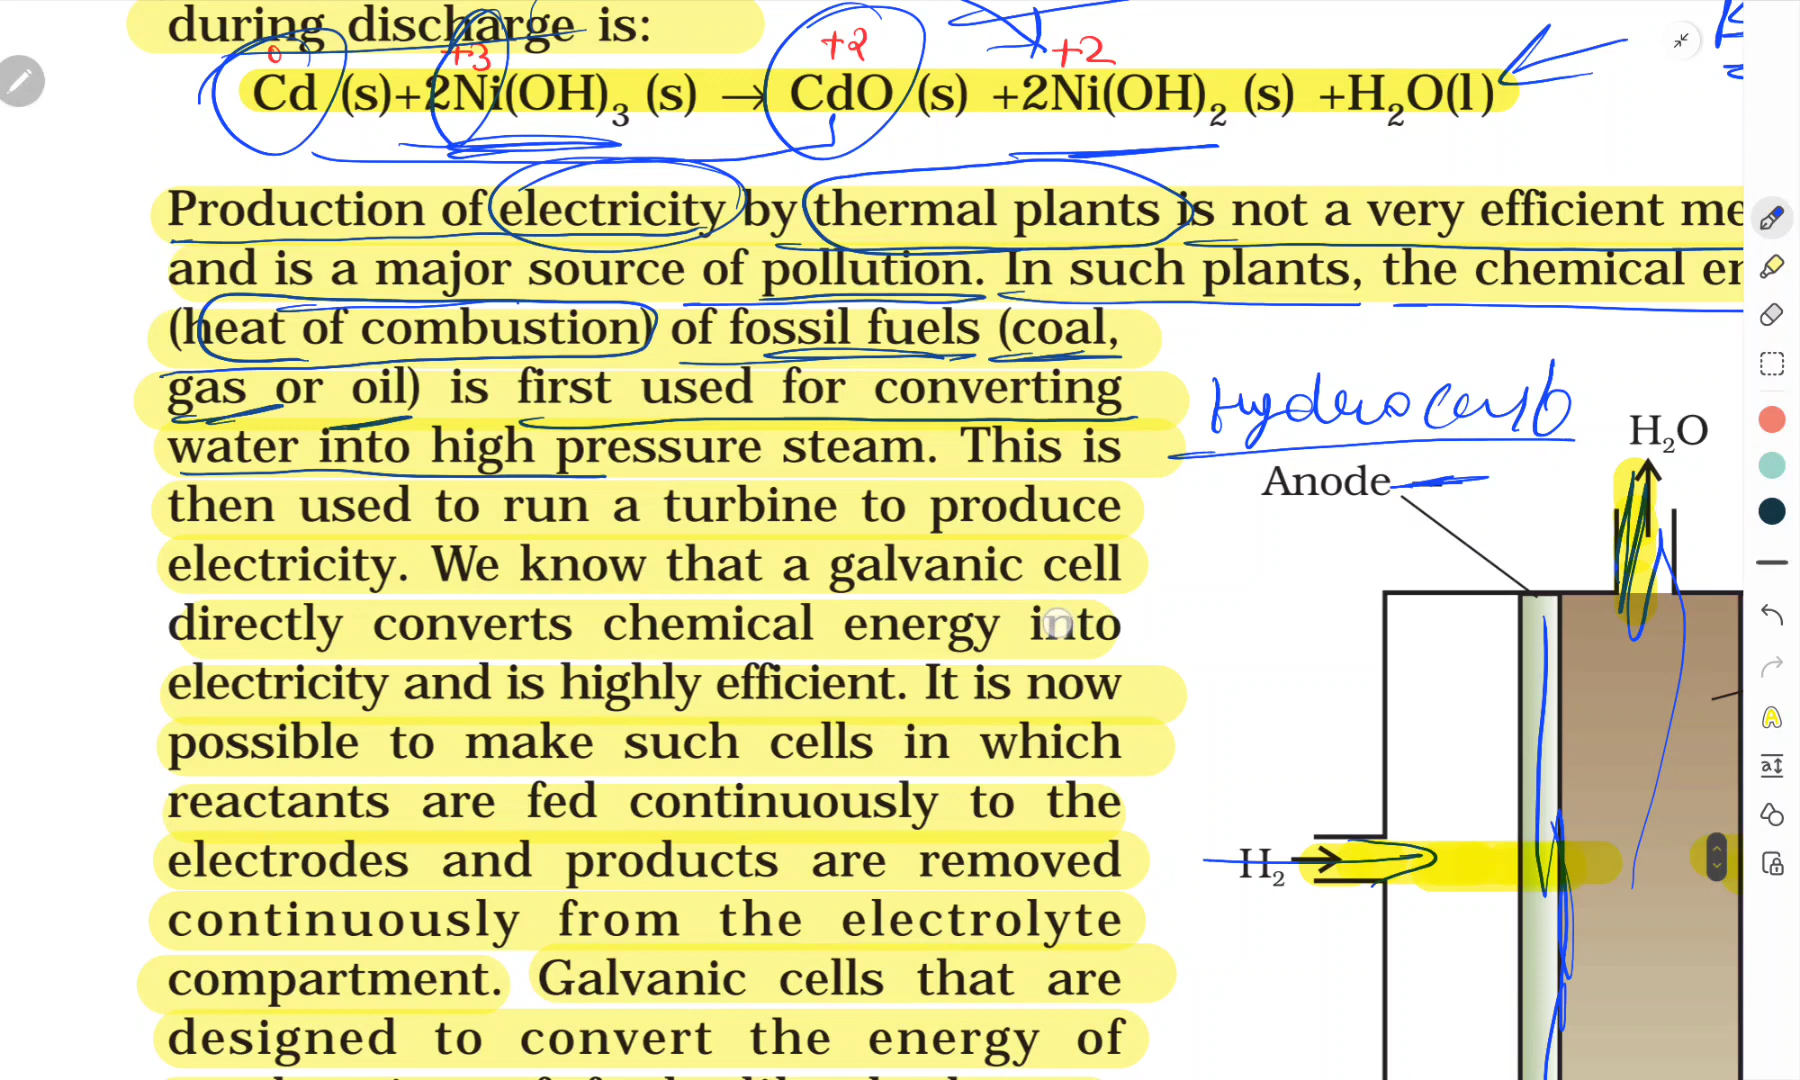 during discharge is:
0 +3 +2 +2
Cd (s)+2Ni(OH)₃ (s) → CdO (s) +2Ni(OH)₂ (s) +H₂O(l)
Production of electricity by thermal plants is not a very efficient me
and is a major source of pollution. In such plants, the chemical er
(heat of combustion) of fossil fuels (coal,
gas or oil) is first used for converting
water into high pressure steam. This is
then used to run a turbine to produce
electricity. We know that a galvanic cell
directly converts chemical energy into
electricity and is highly efficient. It is now
possible to make such cells in which
reactants are fed continuously to the
electrodes and products are removed
continuously from the electrolyte
compartment. Galvanic cells that are
designed to convert the energy of
Hydrocarb
H₂O
Anode
H₂